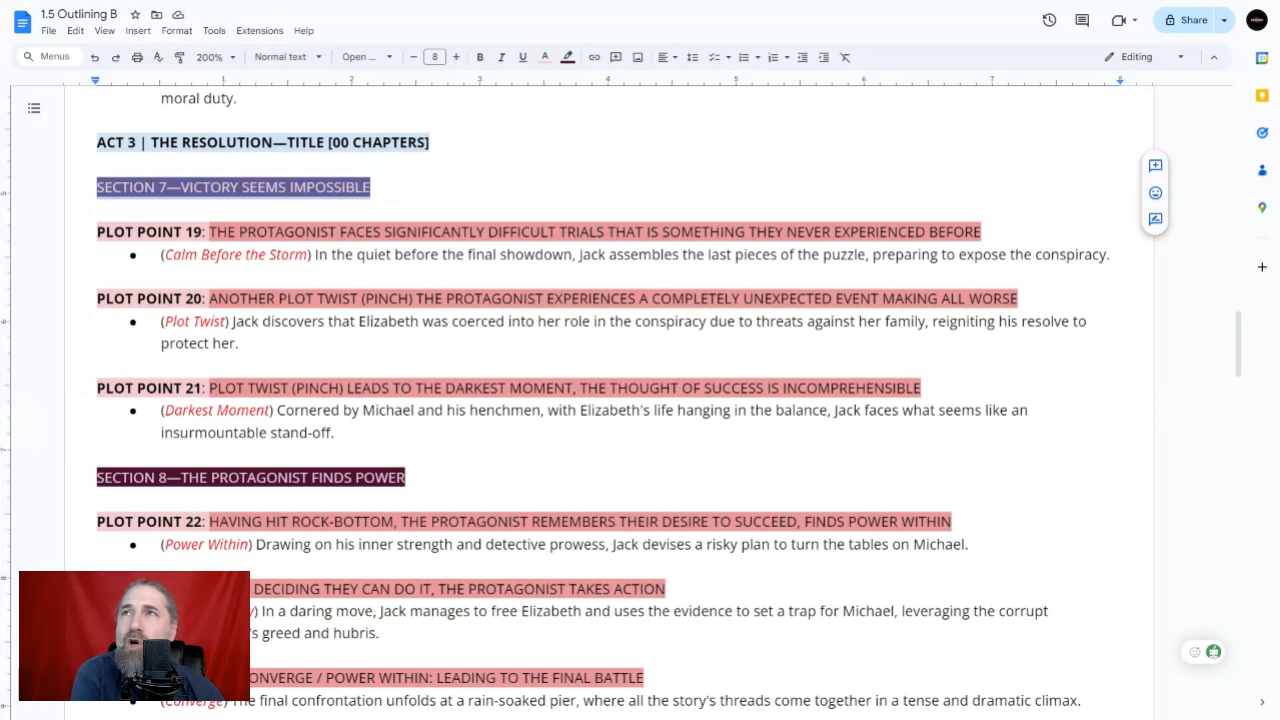 1.5 Outlining B
File Edit View Insert Format Tools Extensions Help
Share
Menus
200%
Normal text
Open ...
8
B I U A
Editing
1 2 3 4 5 6 7 8
moral duty.
ACT 3 | THE RESOLUTION—TITLE [00 CHAPTERS]
SECTION 7—VICTORY SEEMS IMPOSSIBLE
PLOT POINT 19: THE PROTAGONIST FACES SIGNIFICANTLY DIFFICULT TRIALS THAT IS SOMETHING THEY NEVER EXPERIENCED BEFORE
● (Calm Before the Storm) In the quiet before the final showdown, Jack assembles the last pieces of the puzzle, preparing to expose the conspiracy.
PLOT POINT 20: ANOTHER PLOT TWIST (PINCH) THE PROTAGONIST EXPERIENCES A COMPLETELY UNEXPECTED EVENT MAKING ALL WORSE
● (Plot Twist) Jack discovers that Elizabeth was coerced into her role in the conspiracy due to threats against her family, reigniting his resolve to
protect her.
PLOT POINT 21: PLOT TWIST (PINCH) LEADS TO THE DARKEST MOMENT, THE THOUGHT OF SUCCESS IS INCOMPREHENSIBLE
● (Darkest Moment) Cornered by Michael and his henchmen, with Elizabeth's life hanging in the balance, Jack faces what seems like an
insurmountable stand-off.
SECTION 8—THE PROTAGONIST FINDS POWER
PLOT POINT 22: HAVING HIT ROCK-BOTTOM, THE PROTAGONIST REMEMBERS THEIR DESIRE TO SUCCEED, FINDS POWER WITHIN
● (Power Within) Drawing on his inner strength and detective prowess, Jack devises a risky plan to turn the tables on Michael.
DECIDING THEY CAN DO IT, THE PROTAGONIST TAKES ACTION
) In a daring move, Jack manages to free Elizabeth and uses the evidence to set a trap for Michael, leveraging the corrupt
's greed and hubris.
ONVERGE / POWER WITHIN: LEADING TO THE FINAL BATTLE
● (Converge) The final confrontation unfolds at a rain-soaked pier, where all the story's threads come together in a tense and dramatic climax.